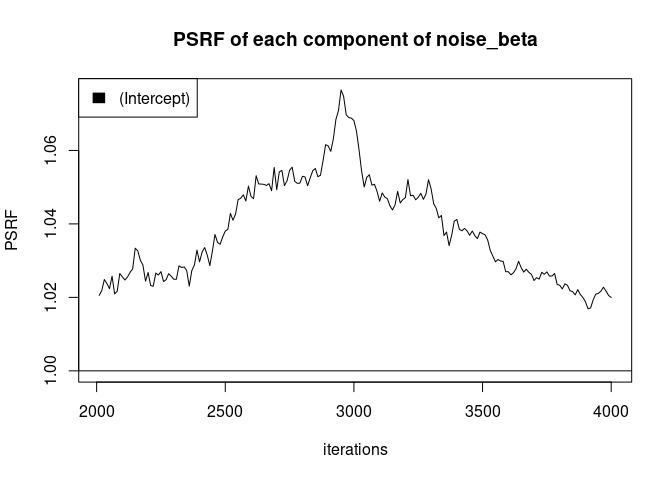 PSRF of each component of noise_beta
(Intercept)
PSRF
1.00
1.02
1.04
1.06
2000
2500
3000
3500
4000
iterations